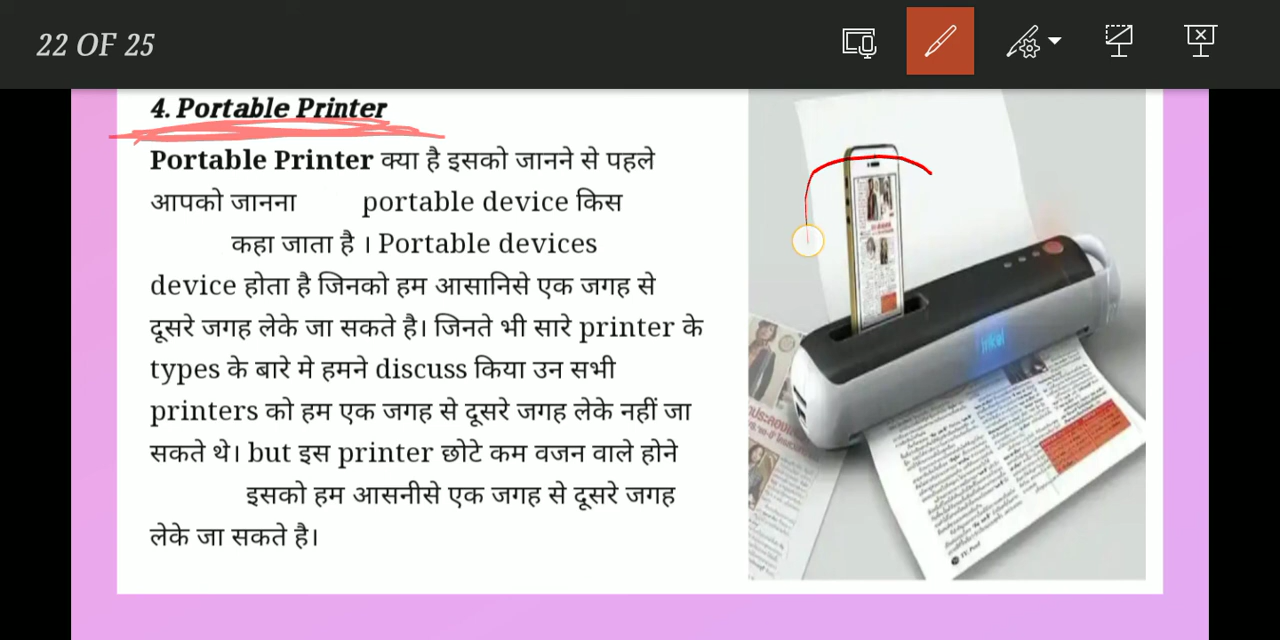 22 OF 25
4. Portable Printer
Portable Printer क्या है इसको जानने से पहले
आपको जानना portable device किस
कहा जाता है । Portable devices
device होता है जिनको हम आसानिसे एक जगह से
दूसरे जगह लेके जा सकते है। जिनते भी सारे printer के
types के बारे मे हमने discuss किया उन सभी
printers को हम एक जगह से दूसरे जगह लेके नहीं जा
सकते थे। but इस printer छोटे कम वजन वाले होने
इसको हम आसनीसे एक जगह से दूसरे जगह
लेके जा सकते है।